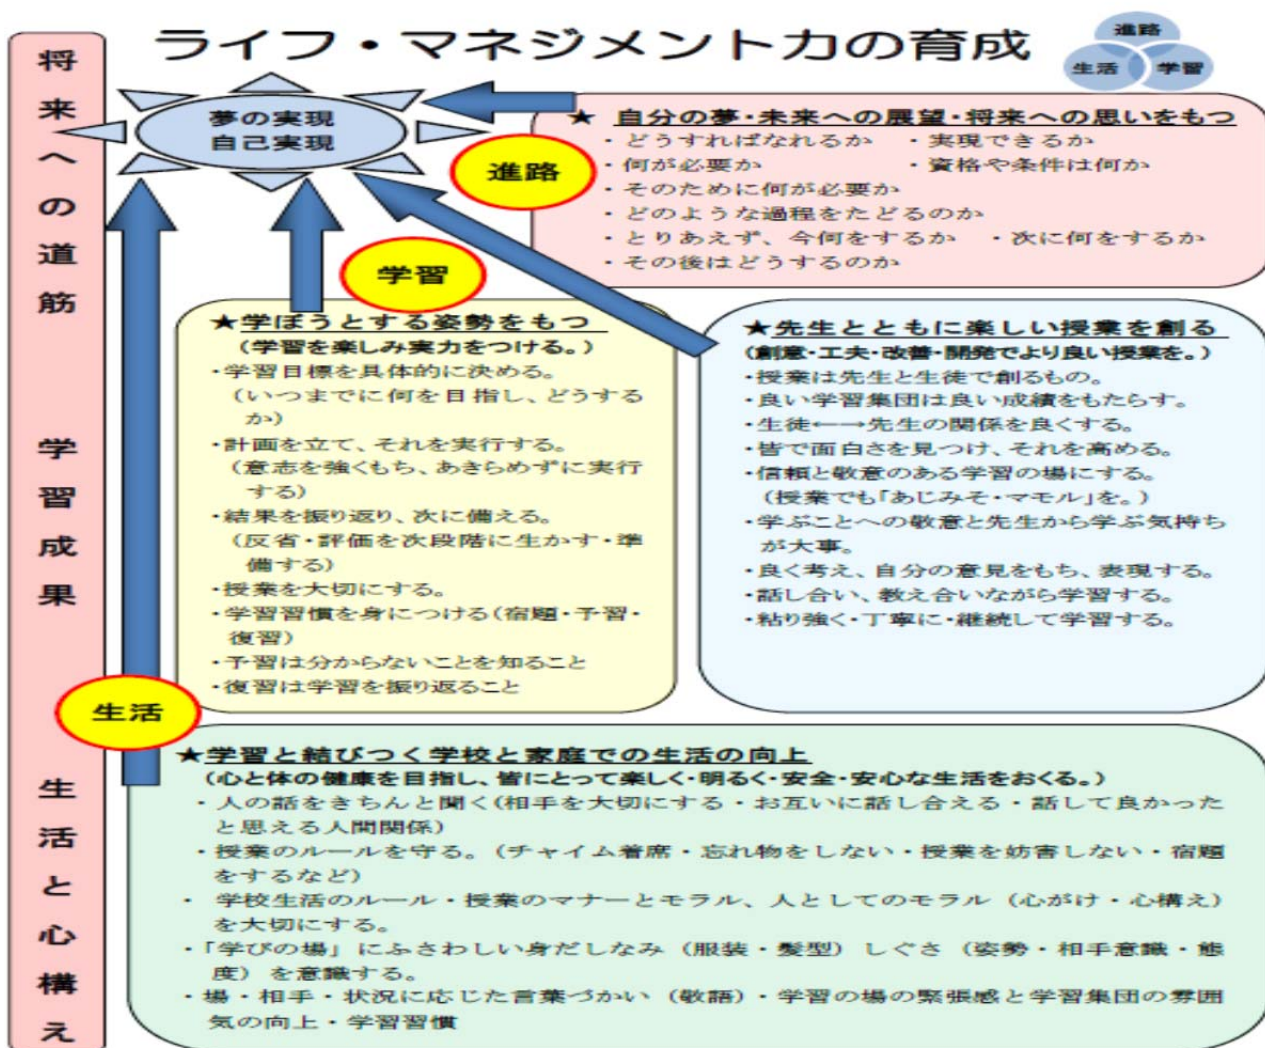 ライフ・マネジメント力の育成
進路
生活
学習
将来への道筋
学習成果
生活と心構え
夢の実現
自己実現
進路
★ 自分の夢・未来への展望・将来への思いをもつ
・どうすればなれるか ・実現できるか
・何が必要か ・資格や条件は何か
・そのために何が必要か
・どのような過程をたどるのか
・とりあえず、今何をするか ・次に何をするか
・その後はどうするのか
学習
★学ぼうとする姿勢をもつ
(学習を楽しみ実力をつける。)
・学習目標を具体的に決める。
(いつまでに何を目指し、どうする
か)
・計画を立て、それを実行する。
(意志を強くもち、あきらめずに実行
する)
・結果を振り返り、次に備える。
(反省・評価を次段階に生かす・準
備する)
・授業を大切にする。
・学習習慣を身につける(宿題・予習・
復習)
・予習は分からないことを知ること
・復習は学習を振り返ること
★先生とともに楽しい授業を創る
(創意・工夫・改善・開発でより良い授業を。)
・授業は先生と生徒で創るもの。
・良い学習集団は良い成績をもたらす。
・生徒←→先生の関係を良くする。
・皆で面白さを見つけ、それを高める。
・信頼と敬意のある学習の場にする。
(授業でも「あじみそ・マモル」を。)
・学ぶことへの敬意と先生から学ぶ気持ち
が大事。
・良く考え、自分の意見をもち、表現する。
・話し合い、教え合いながら学習する。
・粘り強く・丁寧に・継続して学習する。
生活
★学習と結びつく学校と家庭での生活の向上
(心と体の健康を目指し、皆にとって楽しく・明るく・安全・安心な生活をおくる。)
・人の話をきちんと聞く(相手を大切にする・お互いに話し合える・話して良かった
と思える人間関係)
・授業のルールを守る。(チャイム着席・忘れ物をしない・授業を妨害しない・宿題
をするなど)
・ 学校生活のルール・授業のマナーとモラル、人としてのモラル（心がけ・心構え）
を大切にする。
・「学びの場」にふさわしい身だしなみ（服装・髪型）しぐさ（姿勢・相手意識・態
度）を意識する。
・場・相手・状況に応じた言葉づかい（敬語）・学習の場の緊張感と学習集団の雰囲
気の向上・学習習慣